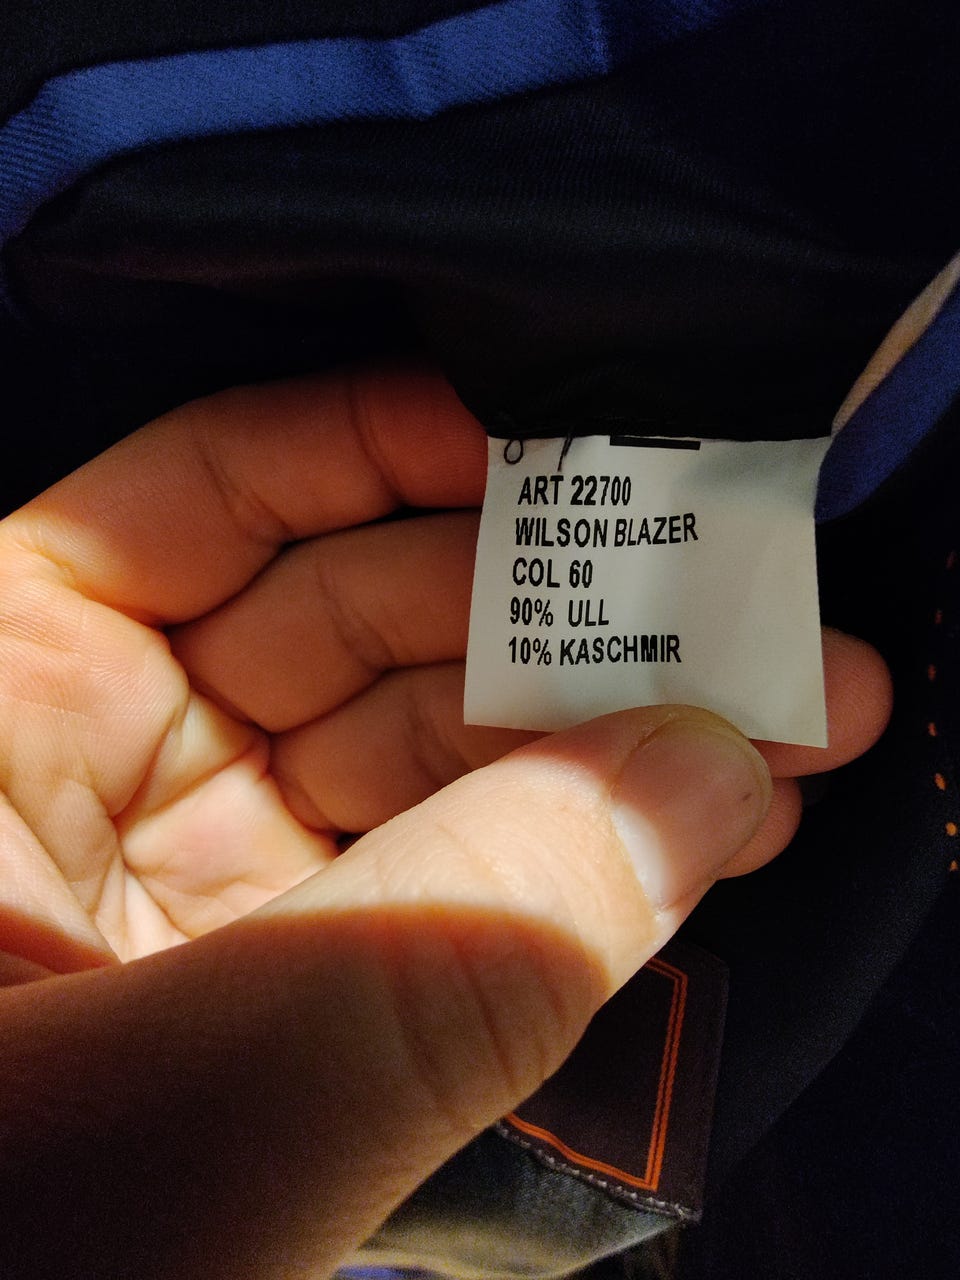 ART 22700
WILSON BLAZER
COL 60
90% ULL
10% KASCHMIR